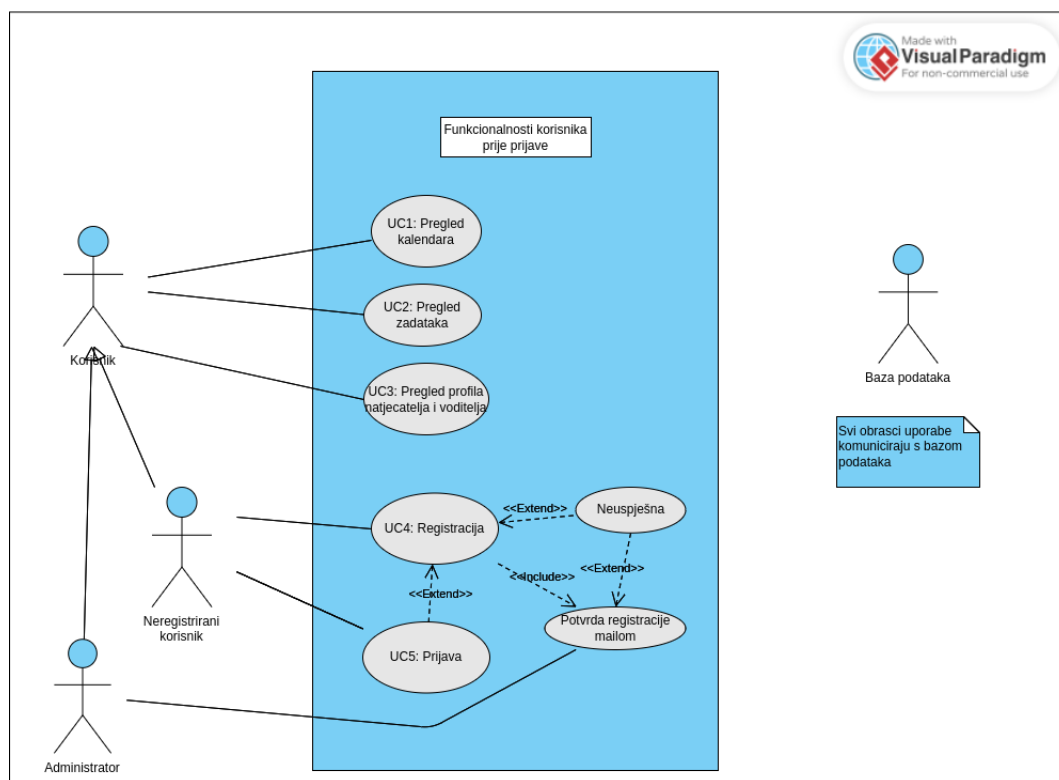 Made with
Visual Paradigm
For non-commercial use
Funkcionalnosti korisnika
prije prijave
UC1: Pregled
kalendara
UC2: Pregled
zadataka
Korisnik
UC3: Pregled profila
natjecatelja i voditelja
Baza podataka
Svi obrasci uporabe
komuniciraju s bazom
podataka
UC4: Registracija
<<Extend>>
Neuspješna
<<Include>>
<<Extend>>
<<Extend>>
Neregistrirani
korisnik
UC5: Prijava
Potvrda registracije
mailom
Administrator